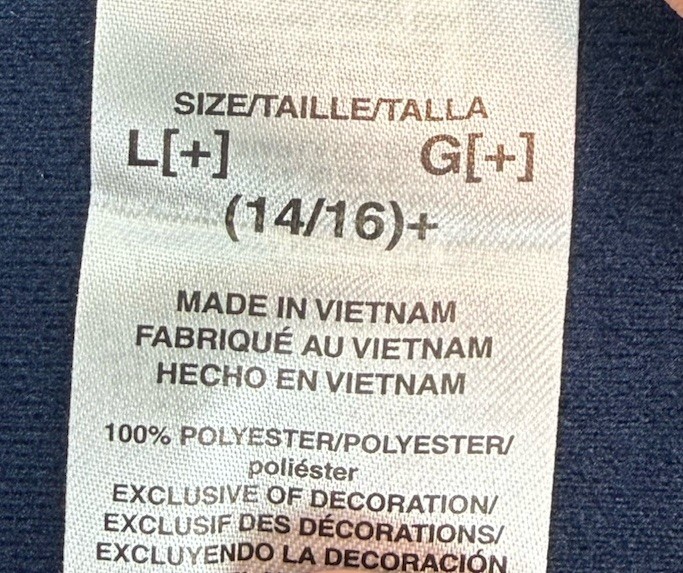 SIZE/TAILLE/TALLA
L[+] G[+]
(14/16)+
MADE IN VIETNAM
FABRIQUÉ AU VIETNAM
HECHO EN VIETNAM
100% POLYESTER/POLYESTER/
poliéster
EXCLUSIVE OF DECORATION/
EXCLUSIF DES DÉCORATIONS/
EXCLUYENDO LA DECORACIÓN